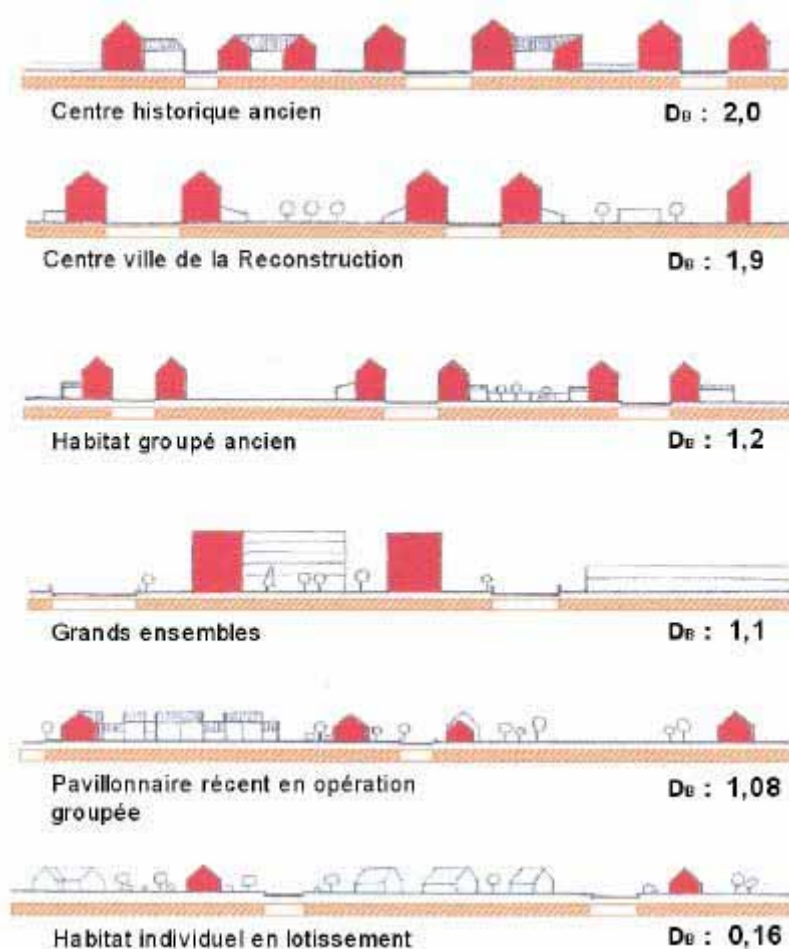 Centre historique ancien DB : 2,0
Centre ville de la Reconstruction DB : 1,9
Habitat groupé ancien DB : 1,2
Grands ensembles DB : 1,1
Pavillonnaire récent en opération DB : 1,08
groupée
Habitat individuel en lotissement DB : 0,16